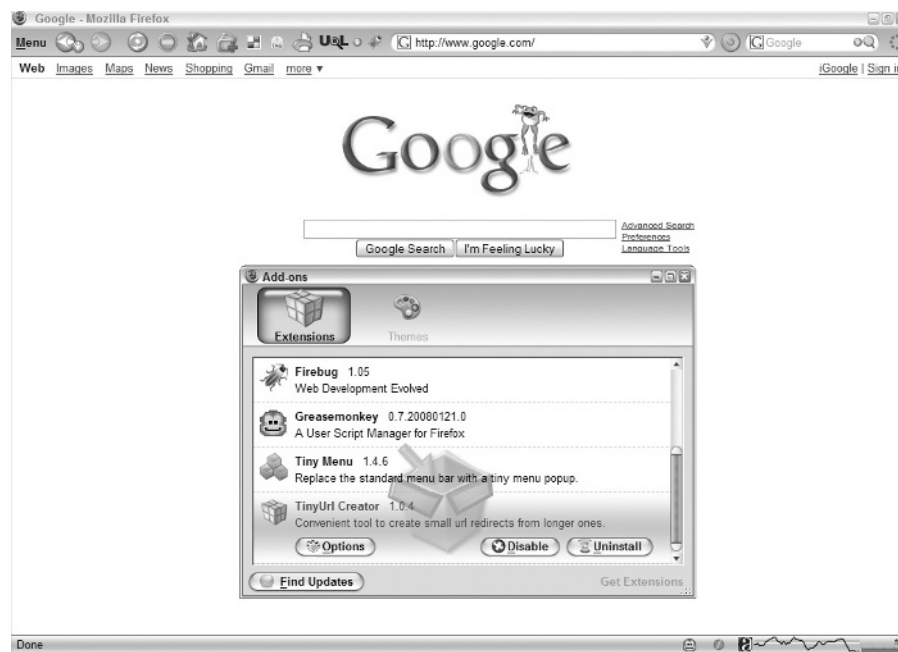 Google - Mozilla Firefox
Menu URL http://www.google.com/ Google
Web Images Maps News Shopping Gmail more ▾ iGoogle | Sign in
Google
Advanced Search
Preferences
Language Tools
Google Search I'm Feeling Lucky
Add-ons
Extensions Themes
Firebug 1.05
Web Development Evolved
Greasemonkey 0.7.20080121.0
A User Script Manager for Firefox
Tiny Menu 1.4.6
Replace the standard menu bar with a tiny menu popup.
TinyUrl Creator 1.0.4
Convenient tool to create small url redirects from longer ones.
Options Disable Uninstall
Find Updates Get Extensions
Done